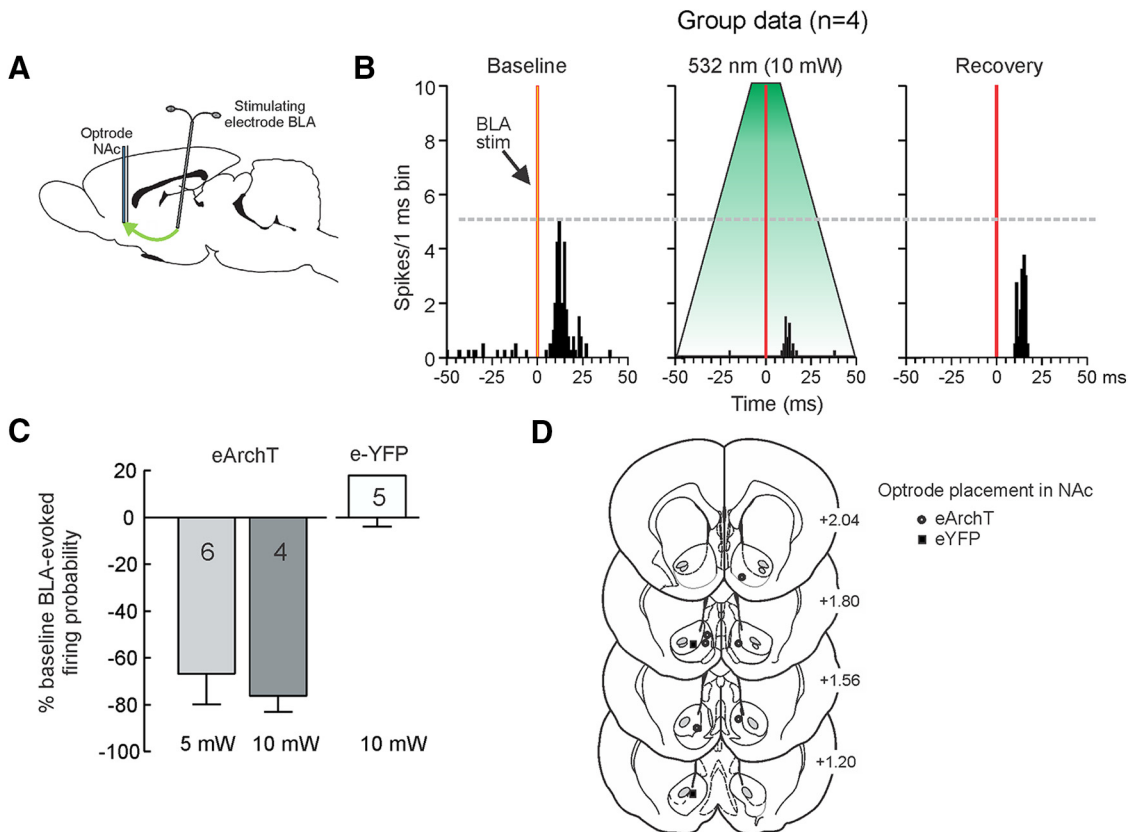 A
Stimulating
electrode BLA
Optrode
NAc
B
Group data (n=4)
Baseline
532 nm (10 mW)
Recovery
BLA
stim
Spikes/1 ms bin
10
8
6
4
2
0
-50 -25 0 25 50
-50 -25 0 25 50
-50 -25 0 25 50 ms
Time (ms)
C
eArchT
e-YFP
% baseline BLA-evoked
firing probability
20
0
-20
-40
-60
-80
-100
6
4
5
5 mW
10 mW
10 mW
D
Optrode placement in NAc
eArchT
eYFP
+2.04
+1.80
+1.56
+1.20